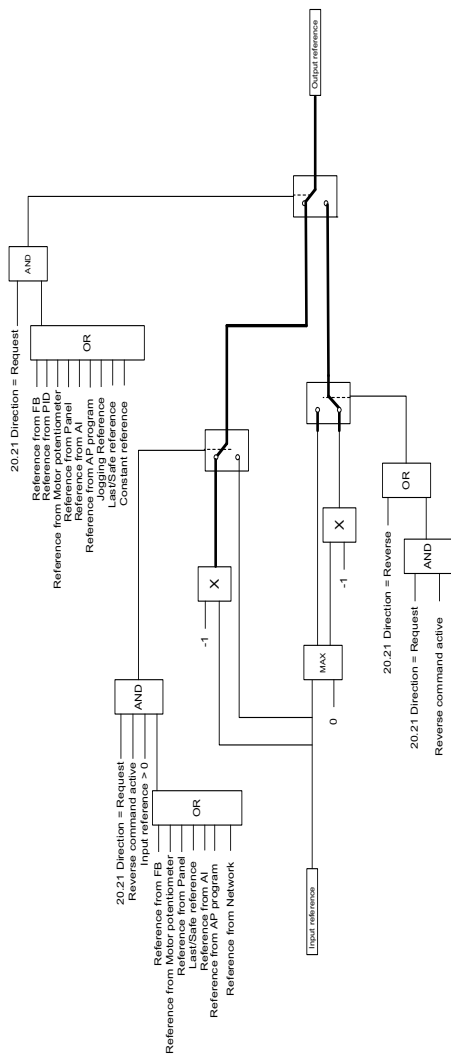 20.21 Direction = Request
Reference from FB
Reference from PID
Reference from Motor potentiometer
Reference from Panel
Reference from AI
Reference from AP program
Jogging Reference
Last/Safe reference
Constant reference
OR
AND
20.21 Direction = Request
Reverse command active
Input reference > 0
Reference from FB
Reference from Motor potentiometer
Reference from Panel
Last/Safe reference
Reference from AI
Reference from AP program
Reference from Network
OR
AND
-1
X
Input reference
0
MAX
-1
X
20.21 Direction = Reverse
20.21 Direction = Request
Reverse command active
AND
OR
Output reference